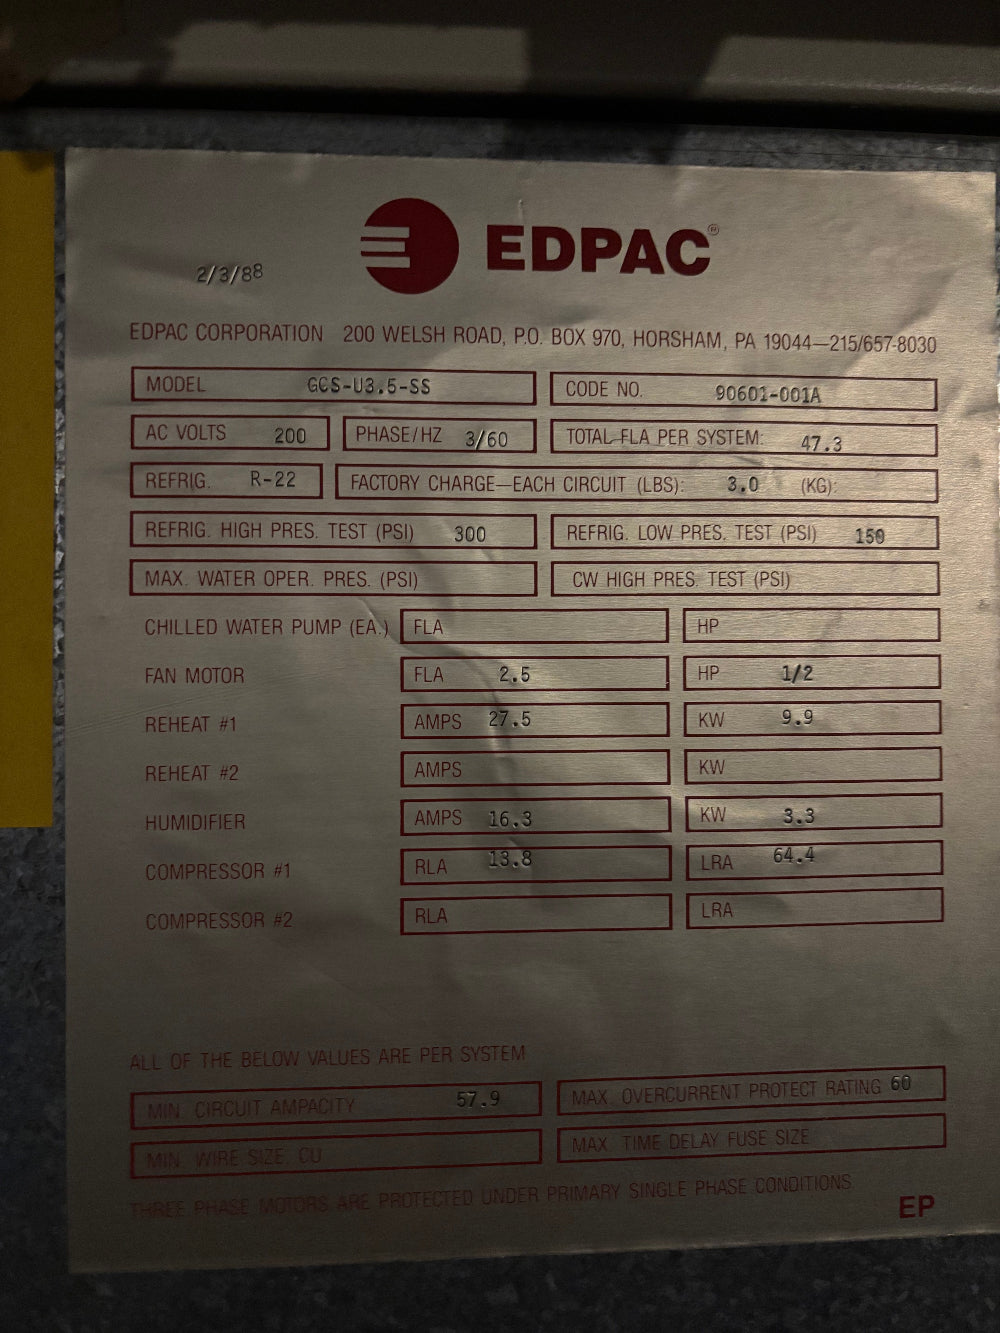 2/3/88
EDPAC®
EDPAC CORPORATION 200 WELSH ROAD, P.O. BOX 970, HORSHAM, PA 19044—215/657-8030
MODEL GCS-U3.5-SS CODE NO. 90601-001A
AC VOLTS 200 PHASE/HZ 3/60 TOTAL FLA PER SYSTEM: 47.3
REFRIG. R-22 FACTORY CHARGE—EACH CIRCUIT (LBS): 3.0 (KG):
REFRIG. HIGH PRES. TEST (PSI) 300 REFRIG. LOW PRES. TEST (PSI) 150
MAX. WATER OPER. PRES. (PSI) CW HIGH PRES. TEST (PSI)
CHILLED WATER PUMP (EA.) FLA HP
FAN MOTOR FLA 2.5 HP 1/2
REHEAT #1 AMPS 27.5 KW 9.9
REHEAT #2 AMPS KW
HUMIDIFIER AMPS 16.3 KW 3.3
COMPRESSOR #1 RLA 13.8 LRA 64.4
COMPRESSOR #2 RLA LRA
ALL OF THE BELOW VALUES ARE PER SYSTEM
MIN. CIRCUIT AMPACITY 57.9 MAX. OVERCURRENT PROTECT RATING 60
MIN. WIRE SIZE CU MAX. TIME DELAY FUSE SIZE
THREE PHASE MOTORS ARE PROTECTED UNDER PRIMARY SINGLE PHASE CONDITIONS.
EP